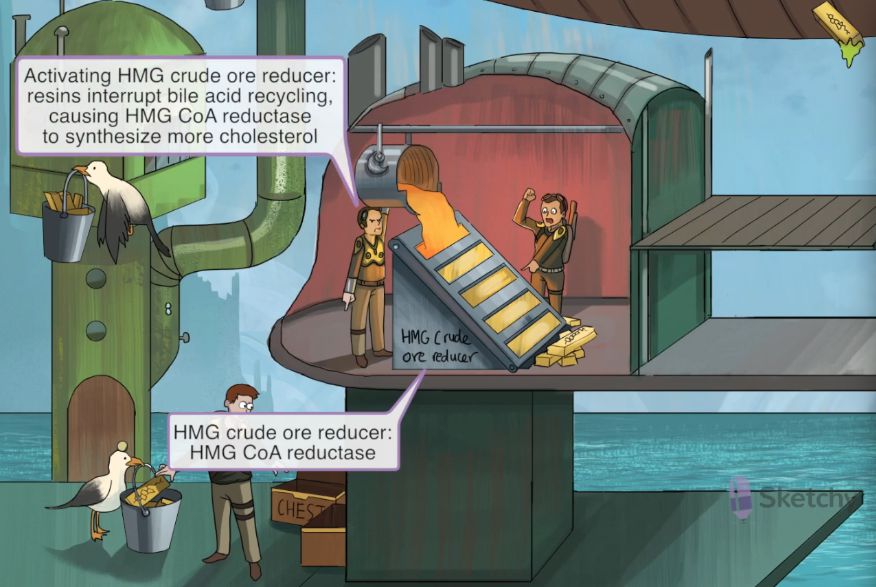 Activating HMG crude ore reducer:
resins interrupt bile acid recycling,
causing HMG CoA reductase
to synthesize more cholesterol
HMG Crude
ore reducer
HMG crude ore reducer:
HMG CoA reductase
CHEST
Sketchy